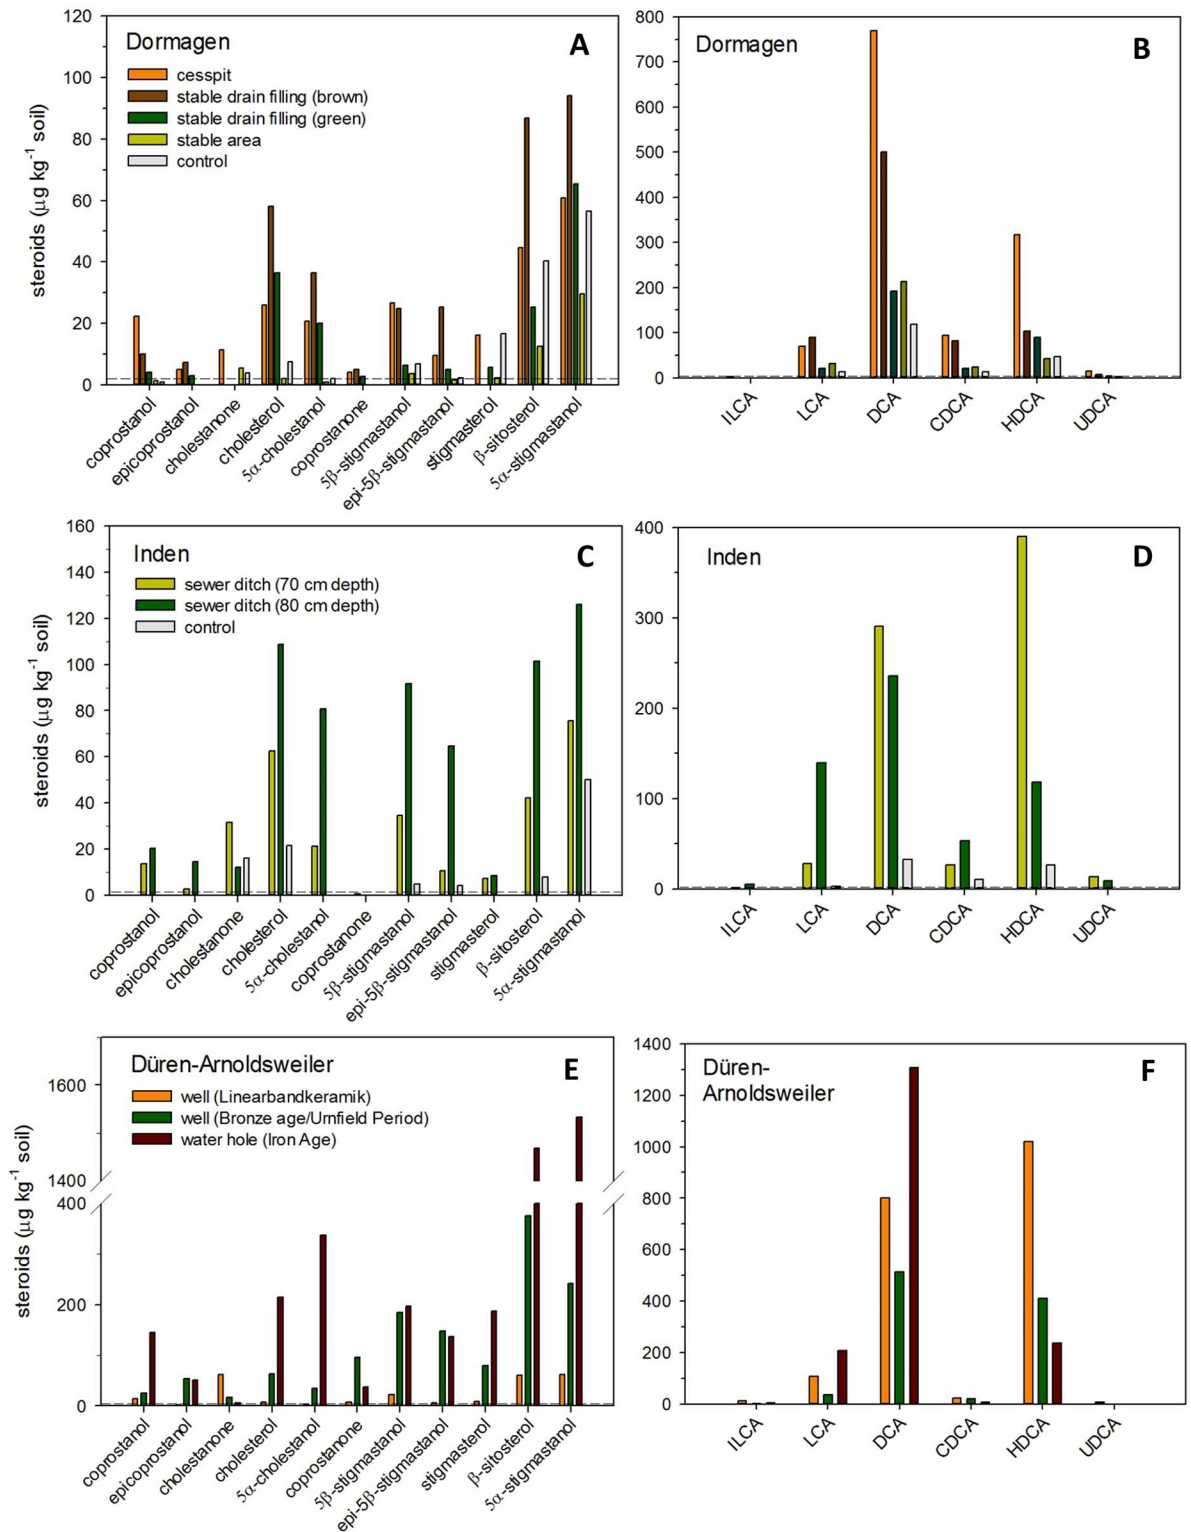 Dormagen
A
cesspit
stable drain filling (brown)
stable drain filling (green)
stable area
control
steroids (µg kg⁻¹ soil)
120
100
80
60
40
20
0
coprostanol
epicoprostanol
cholestanone
cholesterol
5α-cholestanol
coprostanone
5β-stigmastanol
epi-5β-stigmastanol
stigmasterol
β-sitosterol
5α-stigmastanol
Dormagen
B
800
700
600
500
400
300
200
100
0
ILCA
LCA
DCA
CDCA
HDCA
UDCA
Inden
C
sewer ditch (70 cm depth)
sewer ditch (80 cm depth)
control
steroids (µg kg⁻¹ soil)
160
140
120
100
80
60
40
20
0
coprostanol
epicoprostanol
cholestanone
cholesterol
5α-cholestanol
coprostanone
5β-stigmastanol
epi-5β-stigmastanol
stigmasterol
β-sitosterol
5α-stigmastanol
Inden
D
400
300
200
100
0
ILCA
LCA
DCA
CDCA
HDCA
UDCA
Düren-Arnoldsweiler
E
well (Linearbandkeramik)
well (Bronze age/Urnfield Period)
water hole (Iron Age)
steroids (µg kg⁻¹ soil)
1600
1400
400
200
0
coprostanol
epicoprostanol
cholestanone
cholesterol
5α-cholestanol
coprostanone
5β-stigmastanol
epi-5β-stigmastanol
stigmasterol
β-sitosterol
5α-stigmastanol
Düren-
Arnoldsweiler
F
1400
1200
1000
800
600
400
200
0
ILCA
LCA
DCA
CDCA
HDCA
UDCA